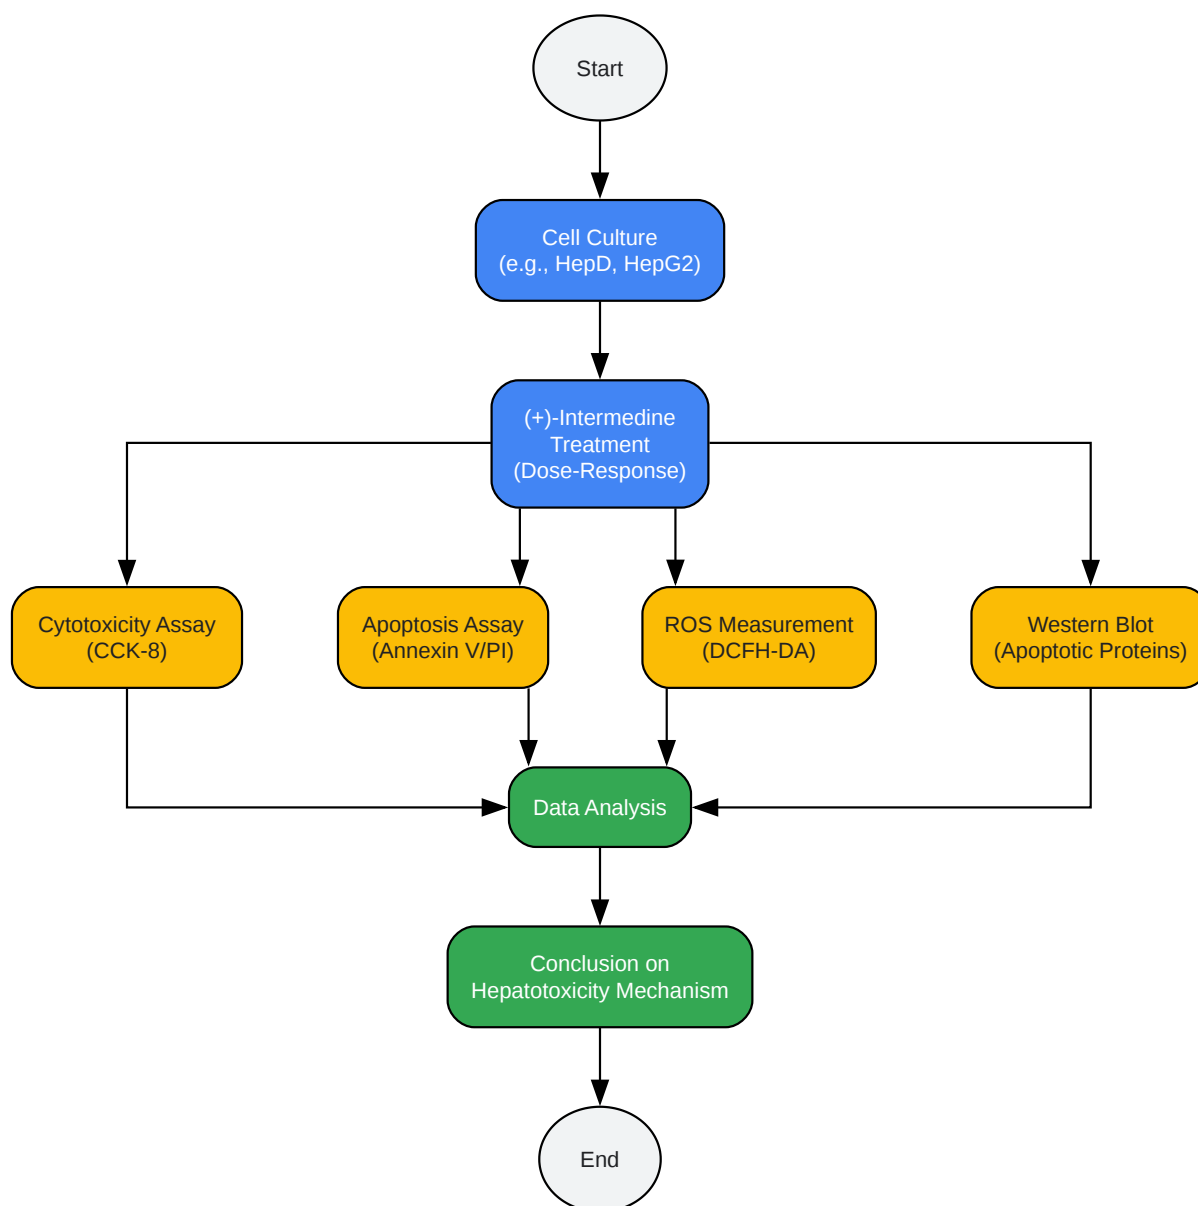 Start
Cell Culture
(e.g., HepD, HepG2)
(+)-Intermedine
Treatment
(Dose-Response)
Cytotoxicity Assay
(CCK-8)
Apoptosis Assay
(Annexin V/PI)
ROS Measurement
(DCFH-DA)
Western Blot
(Apoptotic Proteins)
Data Analysis
Conclusion on
Hepatotoxicity Mechanism
End